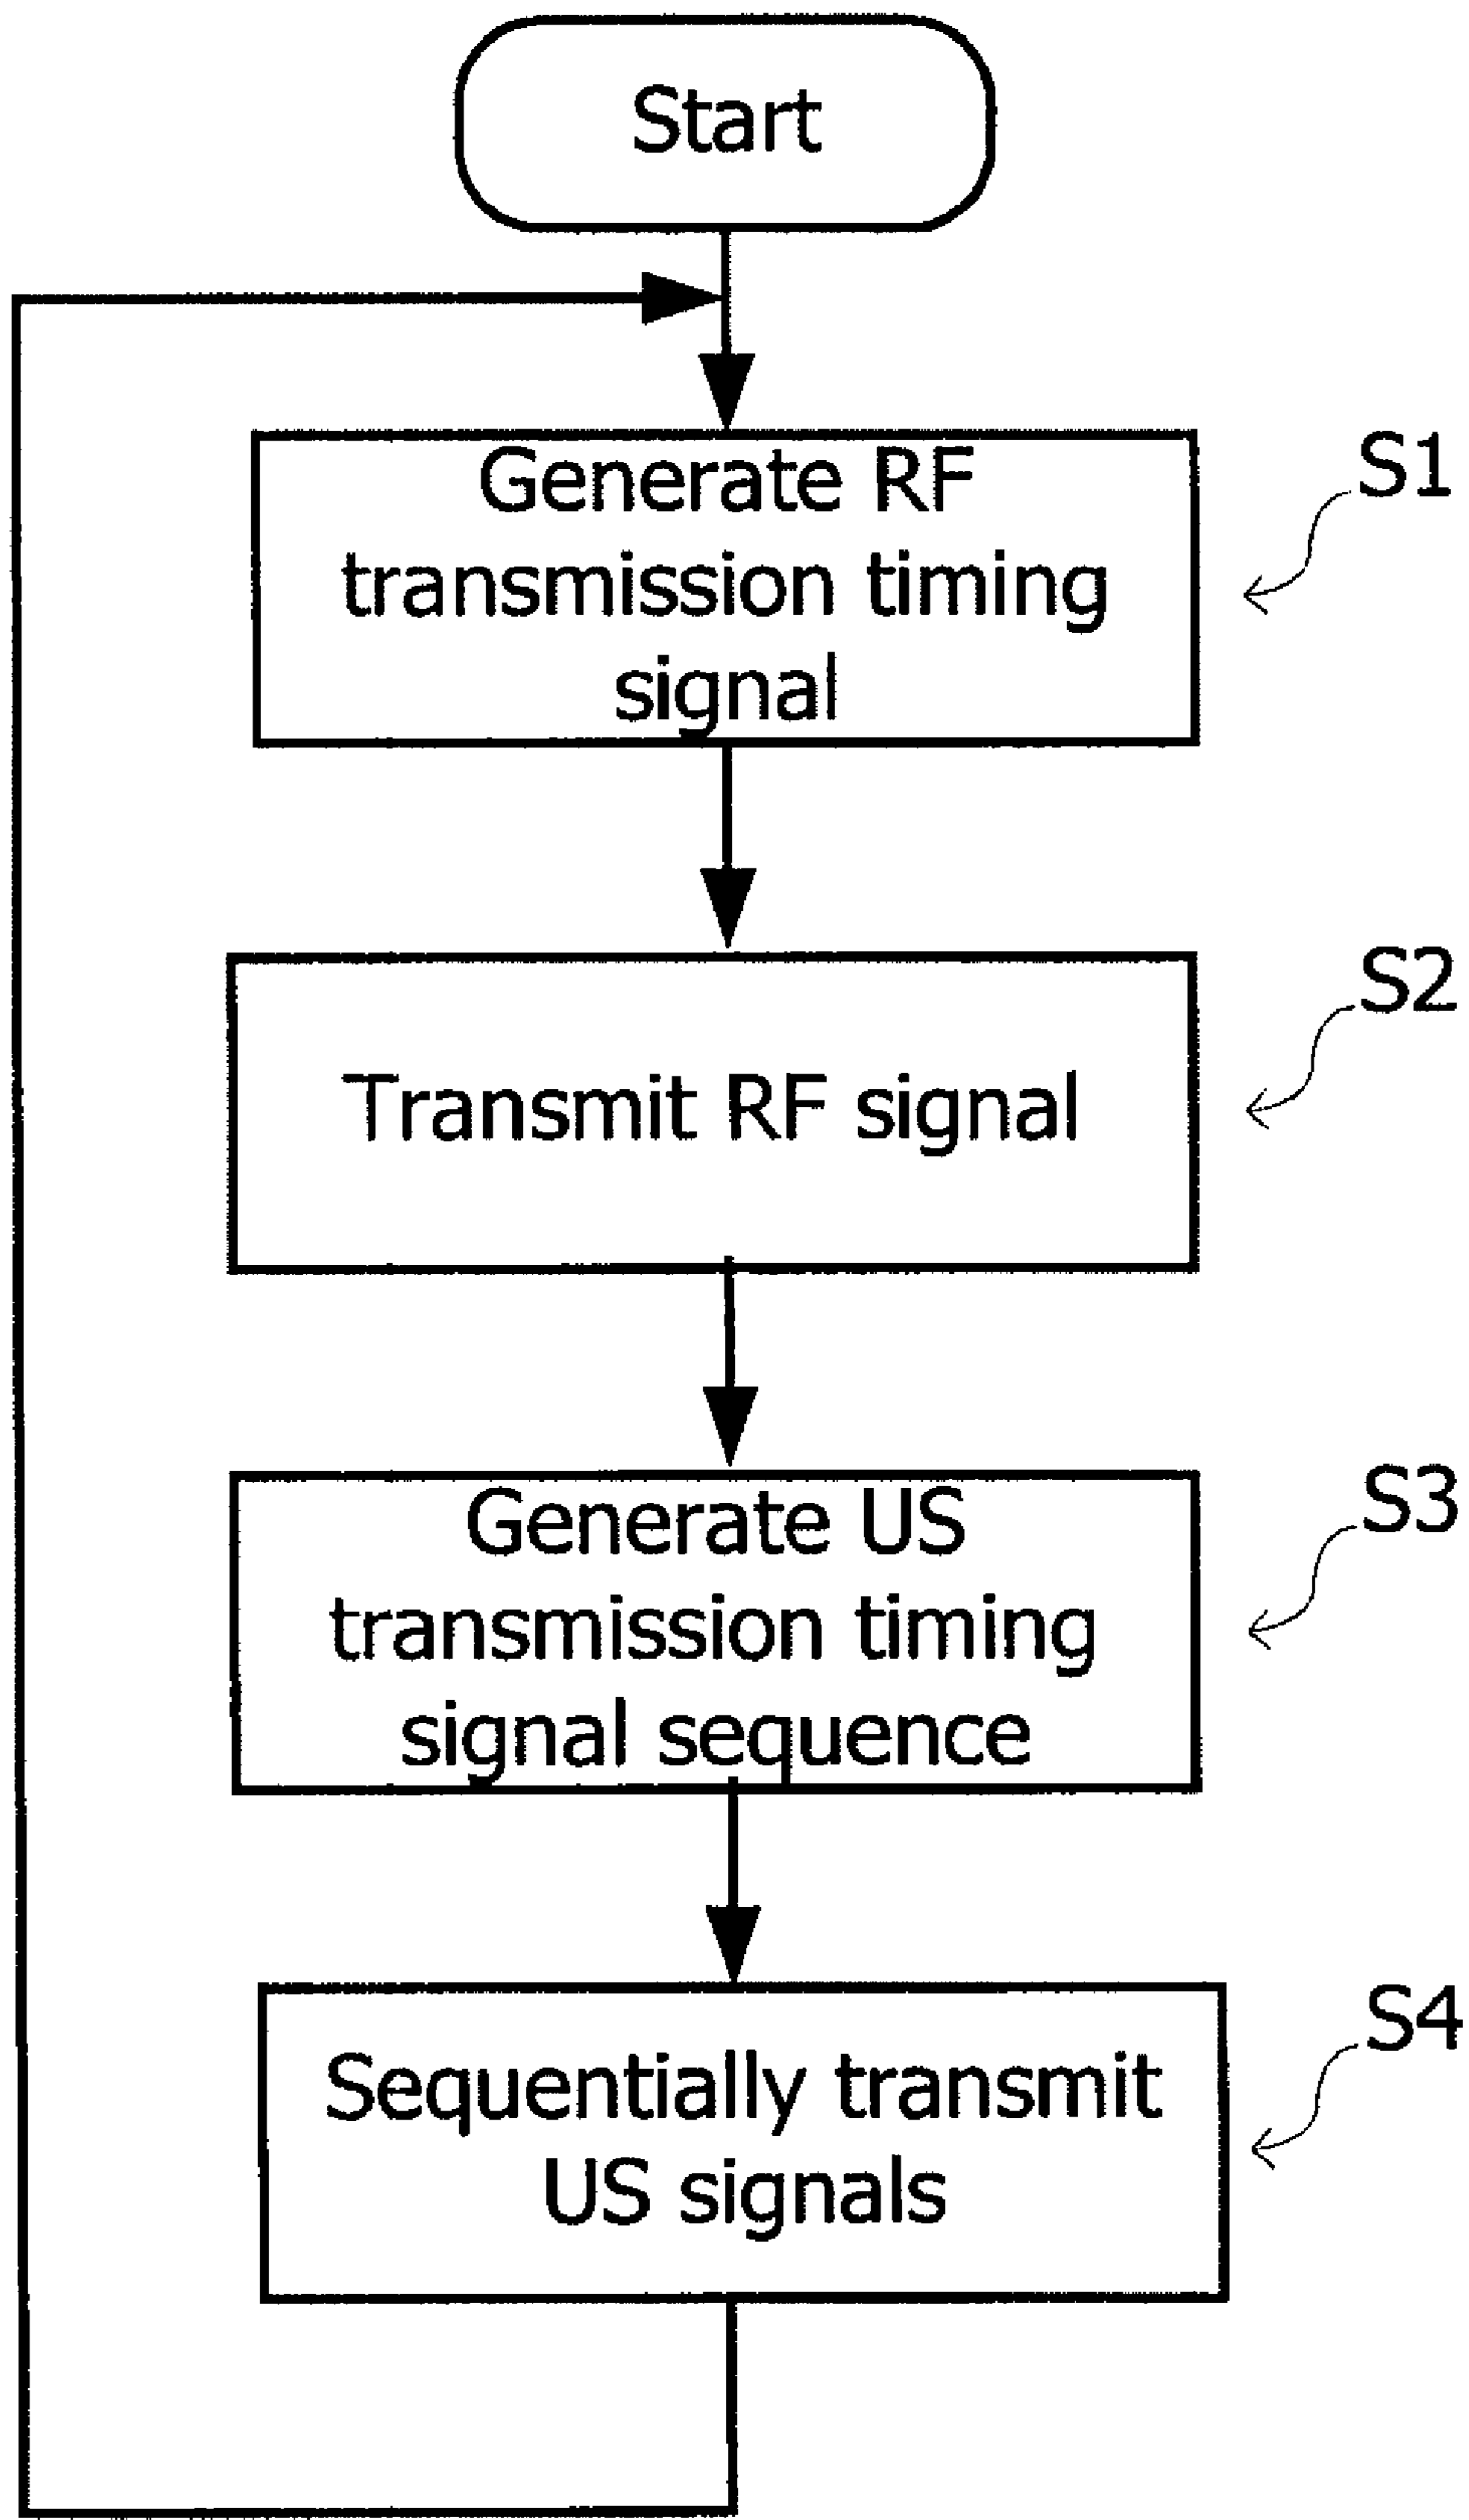 Start
Generate RF
transmission timing
signal
S1
Transmit RF signal
S2
Generate US
transmission timing
signal sequence
S3
Sequentially transmit
US signals
S4